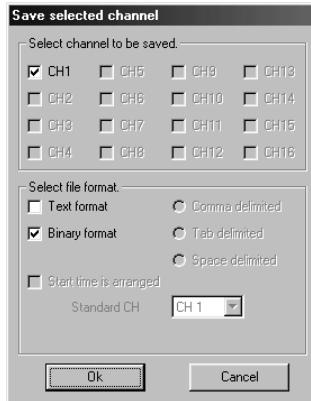 Save selected channel
Select channel to be saved.
CH1 CH5 CH9 CH13
CH2 CH6 CH10 CH14
CH3 CH7 CH11 CH15
CH4 CH8 CH12 CH16
Select file format.
Text format Comma delimited
Binary format Tab delimited
Space delimited
Start time is arranged
Standard CH CH 1
Ok Cancel